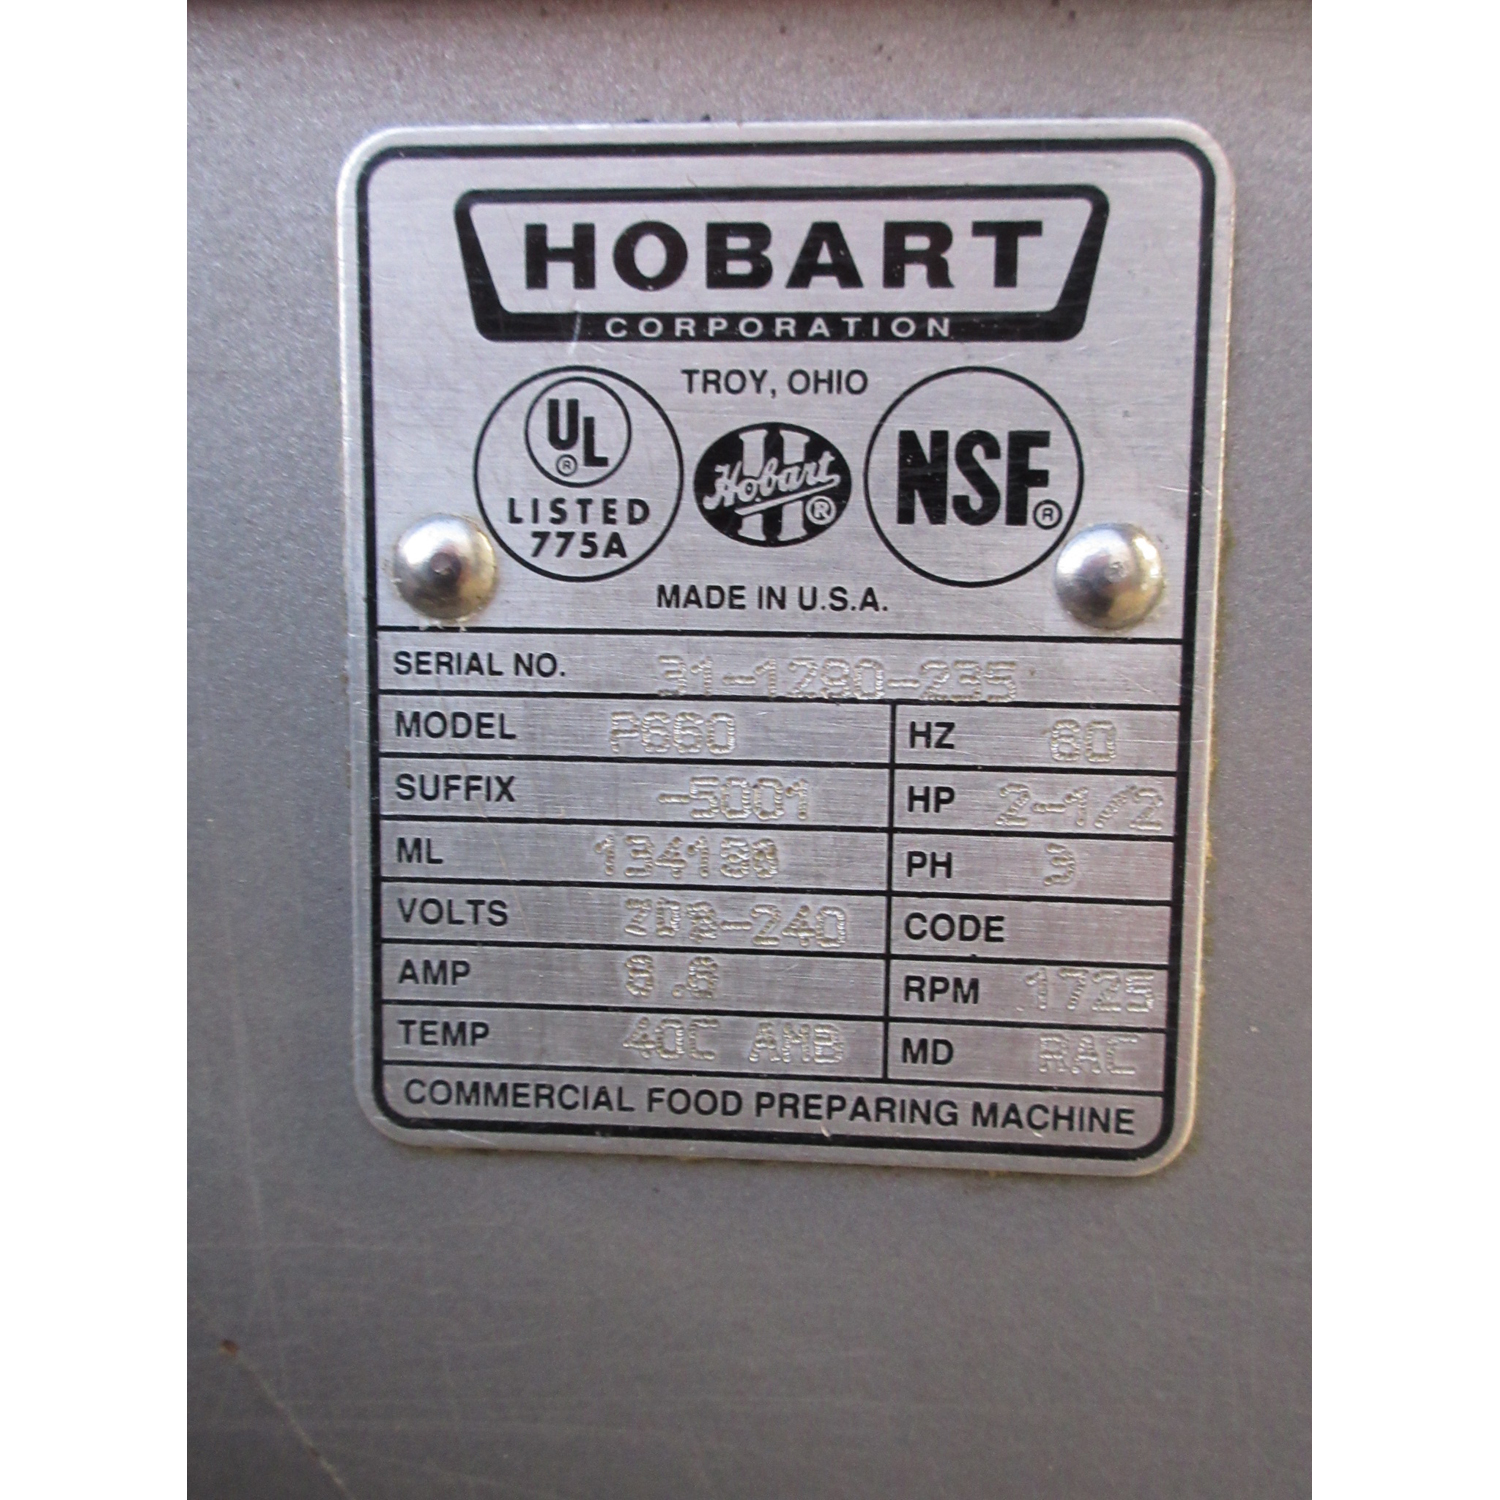 HOBART
CORPORATION
TROY, OHIO
UL ®
LISTED
775A
Hobart ®
NSF ®
MADE IN U.S.A.
SERIAL NO. 31-1280-235
MODEL P660 HZ 60
SUFFIX -5001 HP 2-1/2
ML PH 3
VOLTS 208-240 CODE
AMP 8.8 RPM 1725
TEMP 40C AMB MD RAC
COMMERCIAL FOOD PREPARING MACHINE